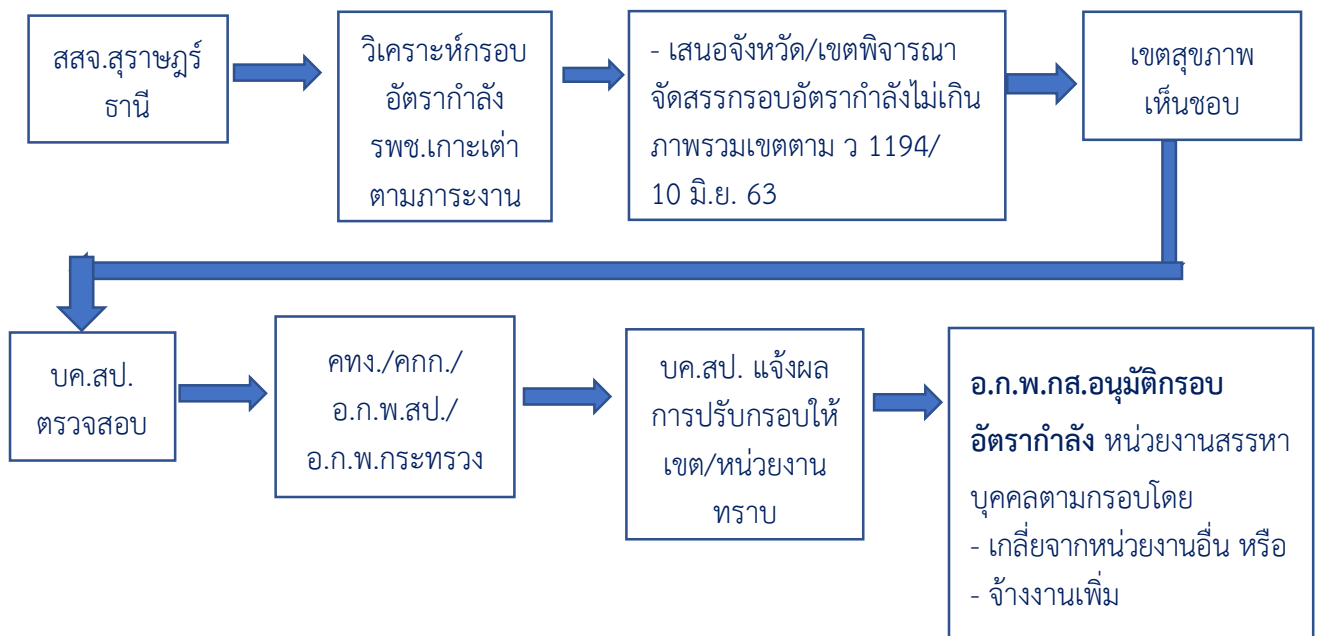 สสจ.สุราษฎร์
ธานี
วิเคราะห์กรอบ
อัตรากำลัง
รพช.เกาะเต่า
ตามภาระงาน
- เสนอจังหวัด/เขตพิจารณา
จัดสรรกรอบอัตรากำลังไม่เกิน
ภาพรวมเขตตาม ว 1194/
10 มิ.ย. 63
เขตสุขภาพ
เห็นชอบ
บค.สป.
ตรวจสอบ
คทง./คกก./
อ.ก.พ.สป./
อ.ก.พ.กระทรวง
บค.สป. แจ้งผล
การปรับกรอบให้
เขต/หน่วยงาน
ทราบ
อ.ก.พ.กส.อนุมัติกรอบ
อัตรากำลัง หน่วยงานสรรหา
บุคคลตามกรอบโดย
- เกลี่ยจากหน่วยงานอื่น หรือ
- จ้างงานเพิ่ม